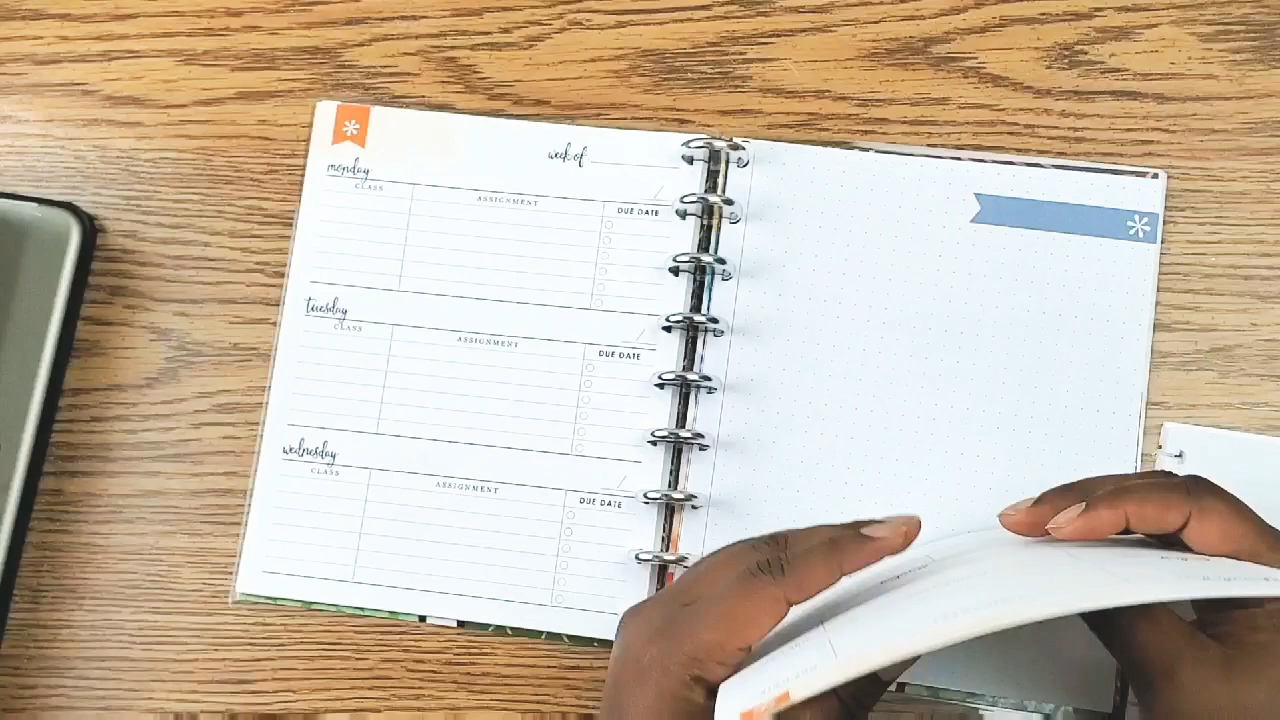 week of
monday
CLASS ASSIGNMENT DUE DATE
tuesday
CLASS ASSIGNMENT DUE DATE
wednesday
CLASS ASSIGNMENT DUE DATE